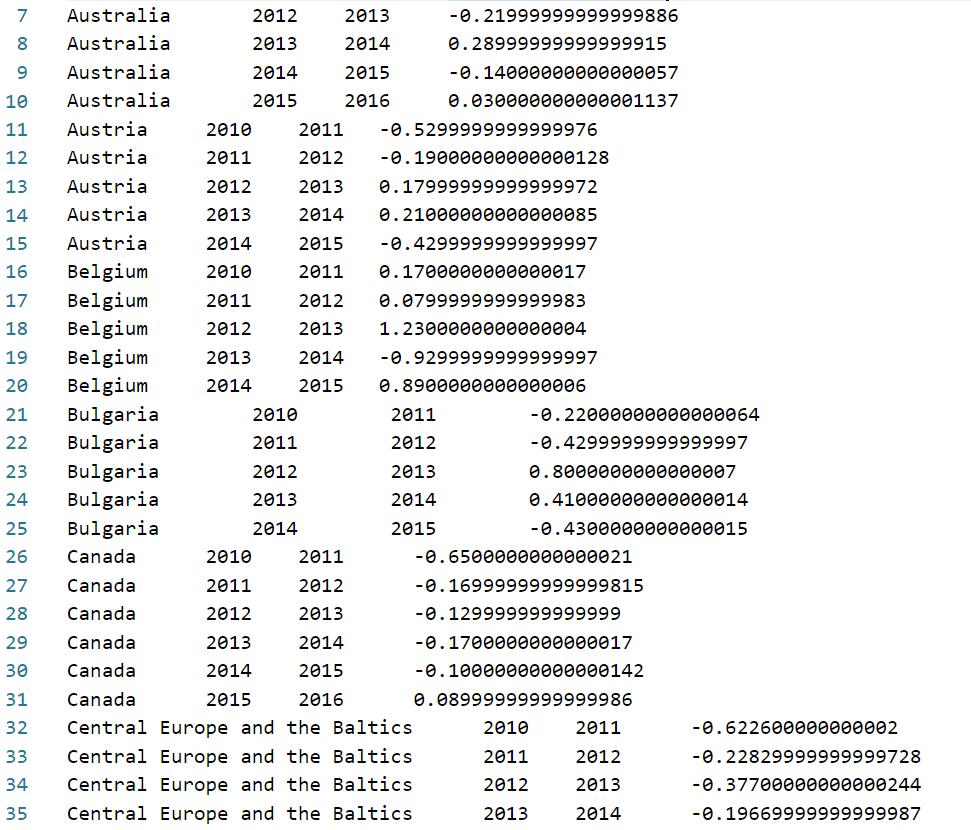 7 Australia 2012 2013 -0.21999999999999886
8 Australia 2013 2014 0.28999999999999915
9 Australia 2014 2015 -0.14000000000000057
10 Australia 2015 2016 0.030000000000001137
11 Austria 2010 2011 -0.5299999999999976
12 Austria 2011 2012 -0.19000000000000128
13 Austria 2012 2013 0.17999999999999972
14 Austria 2013 2014 0.21000000000000085
15 Austria 2014 2015 -0.4299999999999997
16 Belgium 2010 2011 0.1700000000000017
17 Belgium 2011 2012 0.0799999999999983
18 Belgium 2012 2013 1.2300000000000004
19 Belgium 2013 2014 -0.9299999999999997
20 Belgium 2014 2015 0.8900000000000006
21 Bulgaria 2010 2011 -0.22000000000000064
22 Bulgaria 2011 2012 -0.4299999999999997
23 Bulgaria 2012 2013 0.8000000000000007
24 Bulgaria 2013 2014 0.41000000000000014
25 Bulgaria 2014 2015 -0.4300000000000015
26 Canada 2010 2011 -0.6500000000000021
27 Canada 2011 2012 -0.16999999999999815
28 Canada 2012 2013 -0.129999999999999
29 Canada 2013 2014 -0.1700000000000017
30 Canada 2014 2015 -0.10000000000000142
31 Canada 2015 2016 0.08999999999999986
32 Central Europe and the Baltics 2010 2011 -0.622600000000002
33 Central Europe and the Baltics 2011 2012 -0.22829999999999728
34 Central Europe and the Baltics 2012 2013 -0.37700000000000244
35 Central Europe and the Baltics 2013 2014 -0.19669999999999987